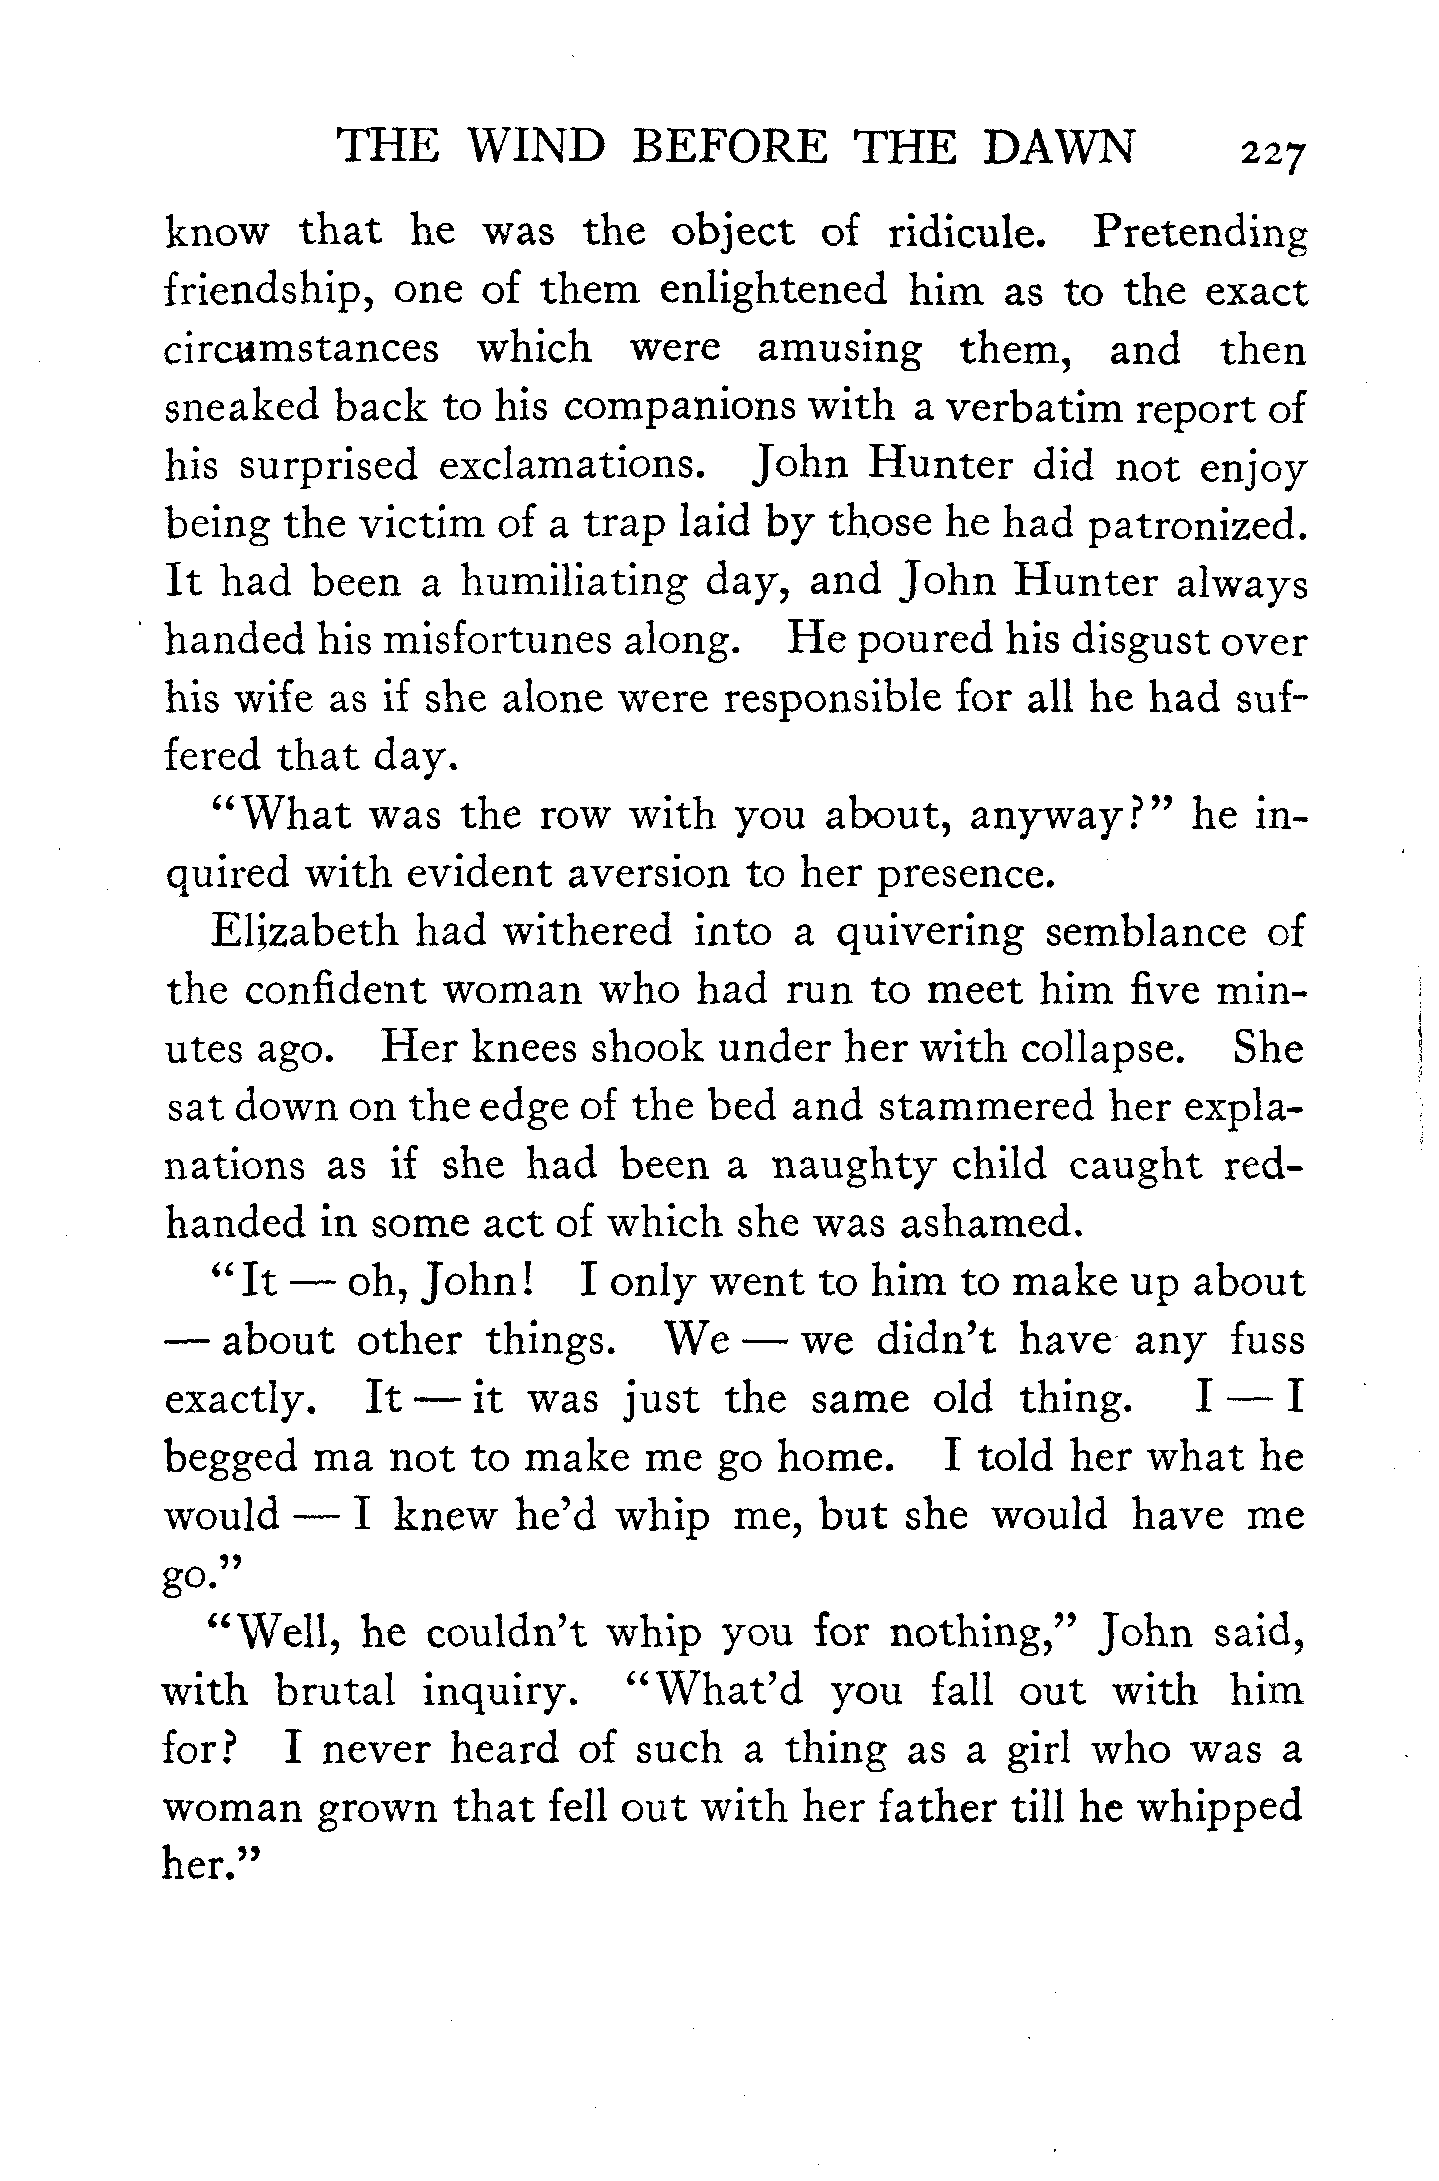 THE WIND BEFORE THE DAWN 227
know that he was the object of ridicule. Pretending
friendship, one of them enlightened him as to the exact
circumstances which were amusing them, and then
sneaked back to his companions with a verbatim report of
his surprised exclamations. John Hunter did not enjoy
being the victim of a trap laid by those he had patronized.
It had been a humiliating day, and John Hunter always
handed his misfortunes along. He poured his disgust over
his wife as if she alone were responsible for all he had suf-
fered that day.
“What was the row with you about, anyway?” he in-
quired with evident aversion to her presence.
Elizabeth had withered into a quivering semblance of
the confident woman who had run to meet him five min-
utes ago. Her knees shook under her with collapse. She
sat down on the edge of the bed and stammered her expla-
nations as if she had been a naughty child caught red-
handed in some act of which she was ashamed.
“It — oh, John! I only went to him to make up about
— about other things. We — we didn’t have any fuss
exactly. It — it was just the same old thing. I — I
begged ma not to make me go home. I told her what he
would — I knew he’d whip me, but she would have me
go.”
“Well, he couldn’t whip you for nothing,” John said,
with brutal inquiry. “What’d you fall out with him
for? I never heard of such a thing as a girl who was a
woman grown that fell out with her father till he whipped
her.”